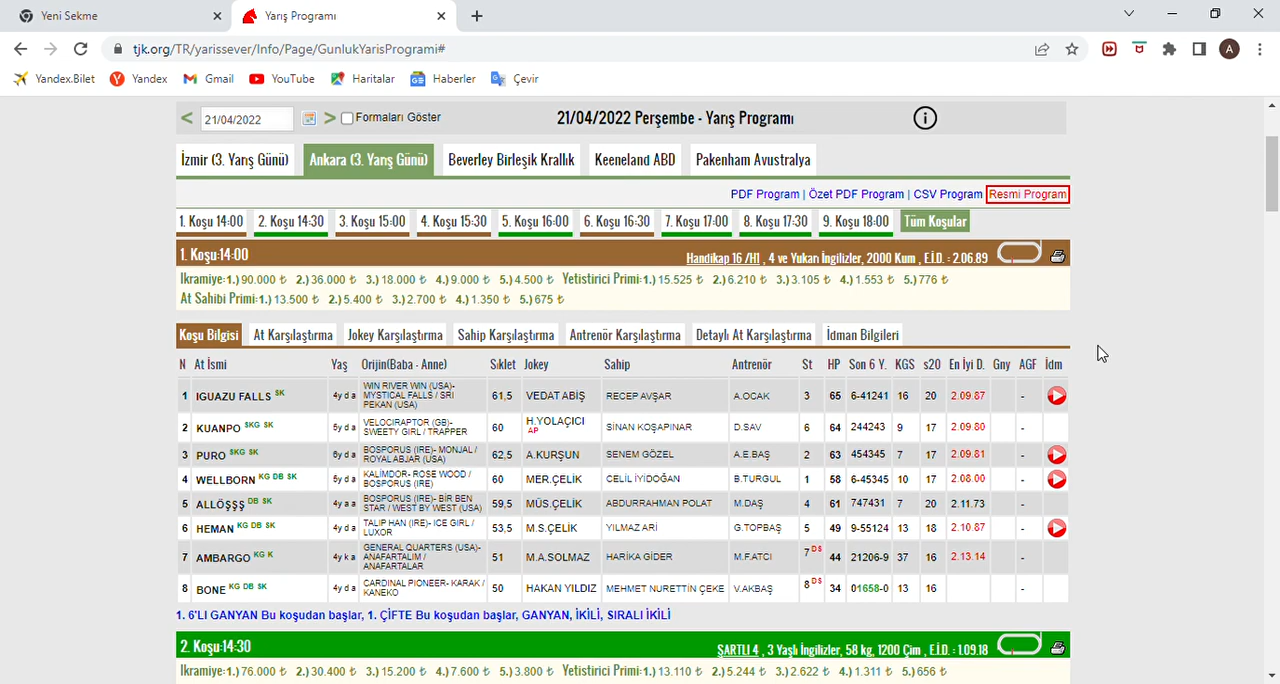 Yeni Sekme
Yarış Programı
tjk.org/TR/yarissever/Info/Page/GunlukYarisProgrami#
A
Yandex.Bilet Yandex Gmail YouTube Haritalar Haberler Çevir
< 21/04/2022 > Formaları Göster 21/04/2022 Perşembe - Yarış Programı
İzmir (3. Yarış Günü) Ankara (3. Yarış Günü) Beverley Birleşik Krallık Keeneland ABD Pakenham Avustralya
PDF Program | Özet PDF Program | CSV Program Resmi Program
1. Koşu 14:00 2. Koşu 14:30 3. Koşu 15:00 4. Koşu 15:30 5. Koşu 16:00 6. Koşu 16:30 7. Koşu 17:00 8. Koşu 17:30 9. Koşu 18:00 Tüm Koşular
1. Koşu:14:00 Handikap 16 /H1 , 4 ve Yukarı İngilizler, 2000 Kum , E.İ.D. : 2.06.89
İkramiye:1.) 90.000 ₺ 2.) 36.000 ₺ 3.) 18.000 ₺ 4.) 9.000 ₺ 5.) 4.500 ₺ Yetistirici Primi:1.) 15.525 ₺ 2.) 6.210 ₺ 3.) 3.105 ₺ 4.) 1.553 ₺ 5.) 776 ₺
At Sahibi Primi:1.) 13.500 ₺ 2.) 5.400 ₺ 3.) 2.700 ₺ 4.) 1.350 ₺ 5.) 675 ₺
Koşu Bilgisi At Karşılaştırma Jokey Karşılaştırma Sahip Karşılaştırma Antrenör Karşılaştırma Detaylı At Karşılaştırma İdman Bilgileri
N At İsmi Yaş Orijin(Baba - Anne) Sıklet Jokey Sahip Antrenör St HP Son 6 Y. KGS s20 En İyi D. Gny AGF İdm
1 IGUAZU FALLS SK 4y d a WIN RIVER WIN (USA)- MYSTICAL FALLS / SRI PEKAN (USA) 61,5 VEDAT ABİŞ RECEP AVŞAR A.OCAK 3 65 6-41241 16 20 2.09.87 -
2 KUANPO SKG SK 5y d a VELOCIRAPTOR (GB)- SWEETY GIRL / TRAPPER 60 H.YOLAÇICI AP SİNAN KOŞAPINAR D.SAV 6 64 244243 9 17 2.09.80 -
3 PURO SKG SK 6y d a BOSPORUS (IRE)- MONJAL / ROYAL ABJAR (USA) 62,5 A.KURŞUN SENEM GÖZEL A.E.BAŞ 2 63 454345 7 17 2.09.81 -
4 WELLBORN KG DB SK 5y d a KALİMDOR- ROSE WOOD / BOSPORUS (IRE) 60 MER.ÇELİK CELİL İYİDOĞAN B.TURGUL 1 58 6-45345 10 17 2.08.00 -
5 ALLÖŞŞŞ DB SK 4y a a BOSPORUS (IRE)- BİR BEN STAR / WEST BY WEST (USA) 59,5 MÜS.ÇELİK ABDURRAHMAN POLAT M.DAŞ 4 61 747431 7 20 2.11.73 -
6 HEMAN KG DB SK 4y d a TALIP HAN (IRE)- ICE GIRL / LUXOR 53,5 M.S.ÇELİK YILMAZ ARİ G.TOPBAŞ 5 49 9-55124 13 18 2.10.87 -
7 AMBARGO KG K 4y k a GENERAL QUARTERS (USA)- ANAFARTALIM / ANAFARTALAR 51 M.A.SOLMAZ HARİKA GİDER M.F.ATCI 7 DS 44 21206-9 37 16 2.13.14 -
8 BONE KG DB SK 4y d a CARDINAL PIONEER- KARAK / KANEKO 50 HAKAN YILDIZ MEHMET NURETTİN ÇEKE V.AKBAŞ 8 DS 34 01658-0 13 16 -
1. 6'LI GANYAN Bu koşudan başlar, 1. ÇİFTE Bu koşudan başlar, GANYAN, İKİLİ, SIRALI İKİLİ
2. Koşu:14:30 ŞARTLI 4 , 3 Yaşlı İngilizler, 58 kg, 1200 Çim , E.İ.D. : 1.09.18
İkramiye:1.) 76.000 ₺ 2.) 30.400 ₺ 3.) 15.200 ₺ 4.) 7.600 ₺ 5.) 3.800 ₺ Yetistirici Primi:1.) 13.110 ₺ 2.) 5.244 ₺ 3.) 2.622 ₺ 4.) 1.311 ₺ 5.) 656 ₺